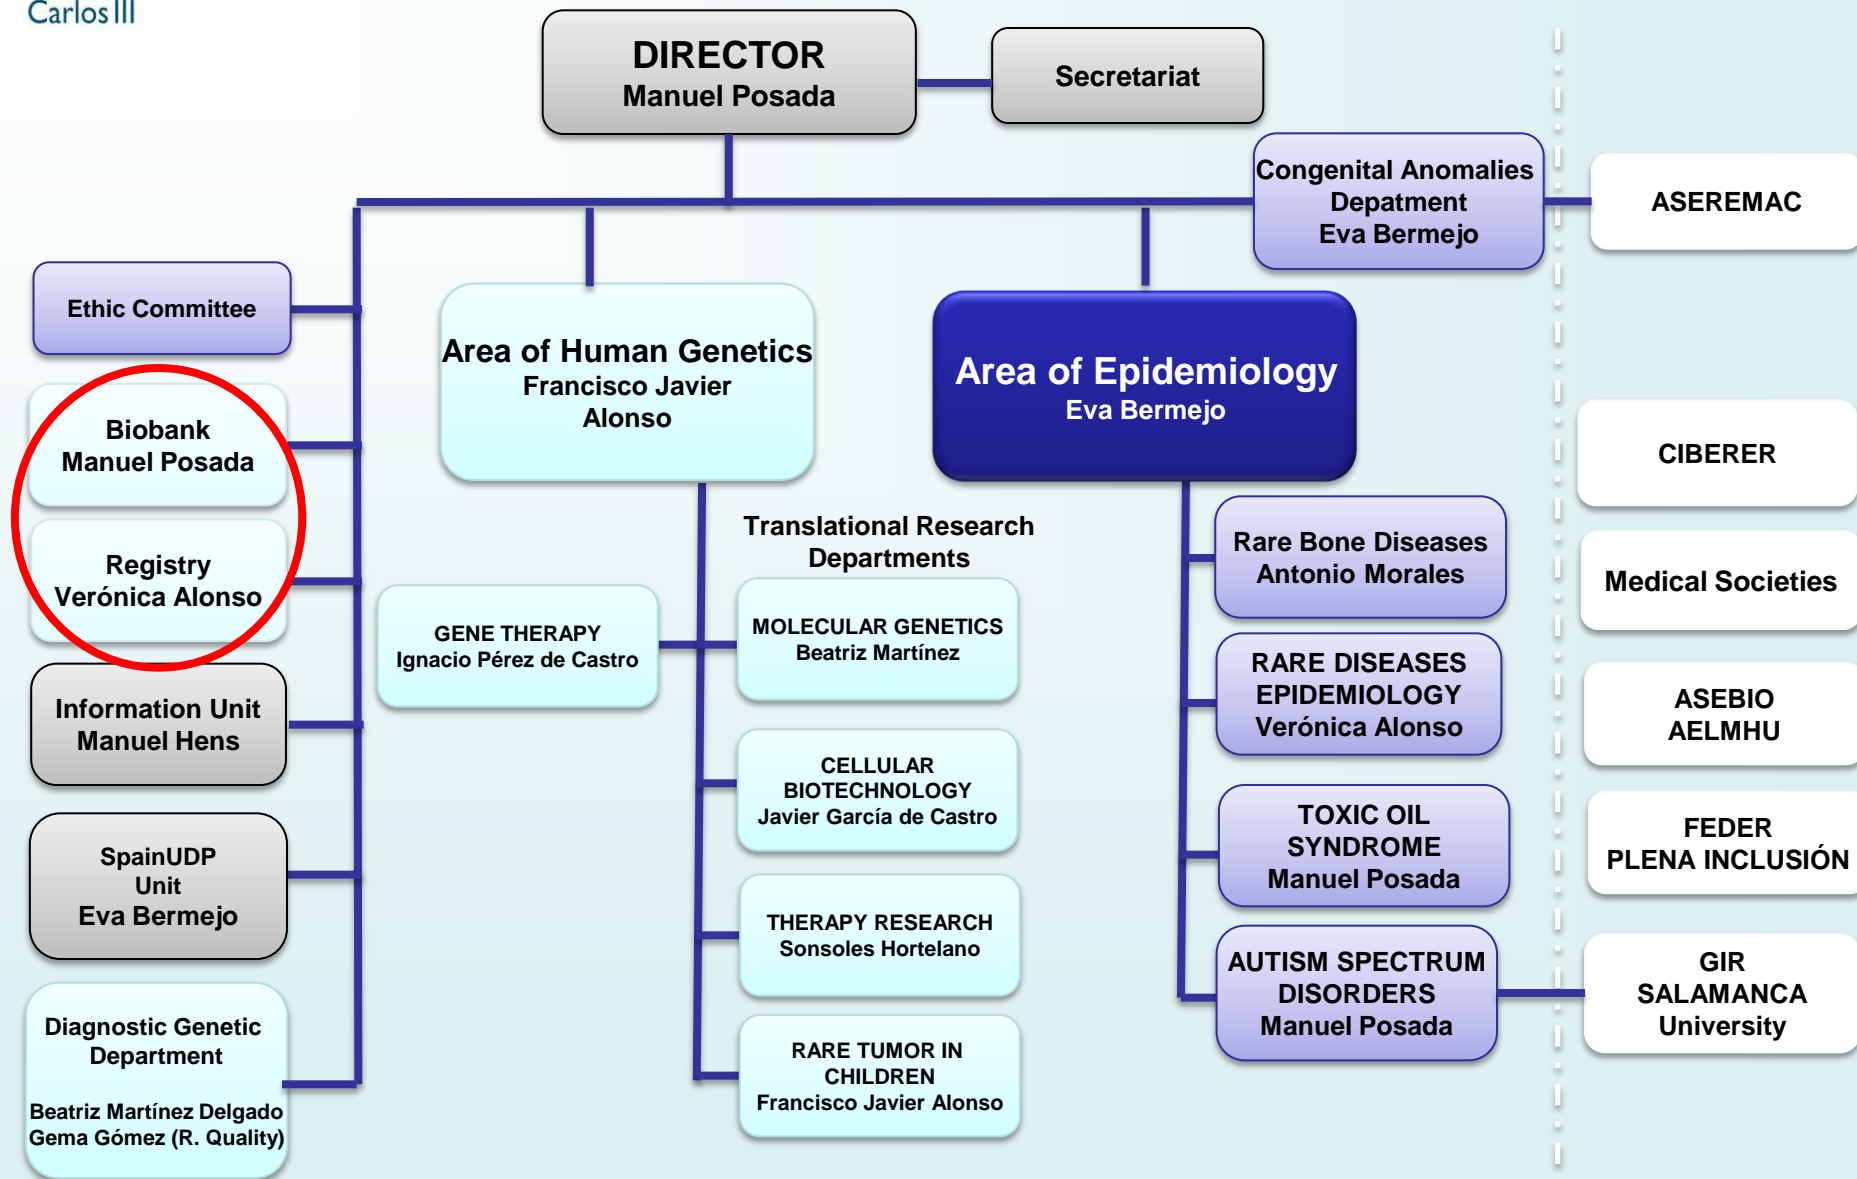 Carlos III
DIRECTOR
Manuel Posada
Secretariat
Congenital Anomalies
Depatment
Eva Bermejo
ASEREMAC
Ethic Committee
Biobank
Manuel Posada
Registry
Verónica Alonso
Information Unit
Manuel Hens
SpainUDP
Unit
Eva Bermejo
Diagnostic Genetic
Department
Beatriz Martínez Delgado
Gema Gómez (R. Quality)
Area of Human Genetics
Francisco Javier
Alonso
Translational Research
Departments
GENE THERAPY
Ignacio Pérez de Castro
MOLECULAR GENETICS
Beatriz Martínez
CELLULAR
BIOTECHNOLOGY
Javier García de Castro
THERAPY RESEARCH
Sonsoles Hortelano
RARE TUMOR IN
CHILDREN
Francisco Javier Alonso
Area of Epidemiology
Eva Bermejo
Rare Bone Diseases
Antonio Morales
RARE DISEASES
EPIDEMIOLOGY
Verónica Alonso
TOXIC OIL
SYNDROME
Manuel Posada
AUTISM SPECTRUM
DISORDERS
Manuel Posada
CIBERER
Medical Societies
ASEBIO
AELMHU
FEDER
PLENA INCLUSIÓN
GIR
SALAMANCA
University